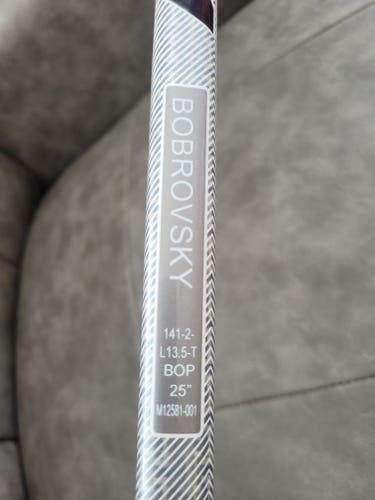 BOBROVSKY
141-2-
L13.5-T
BOP
25"
M12581-001